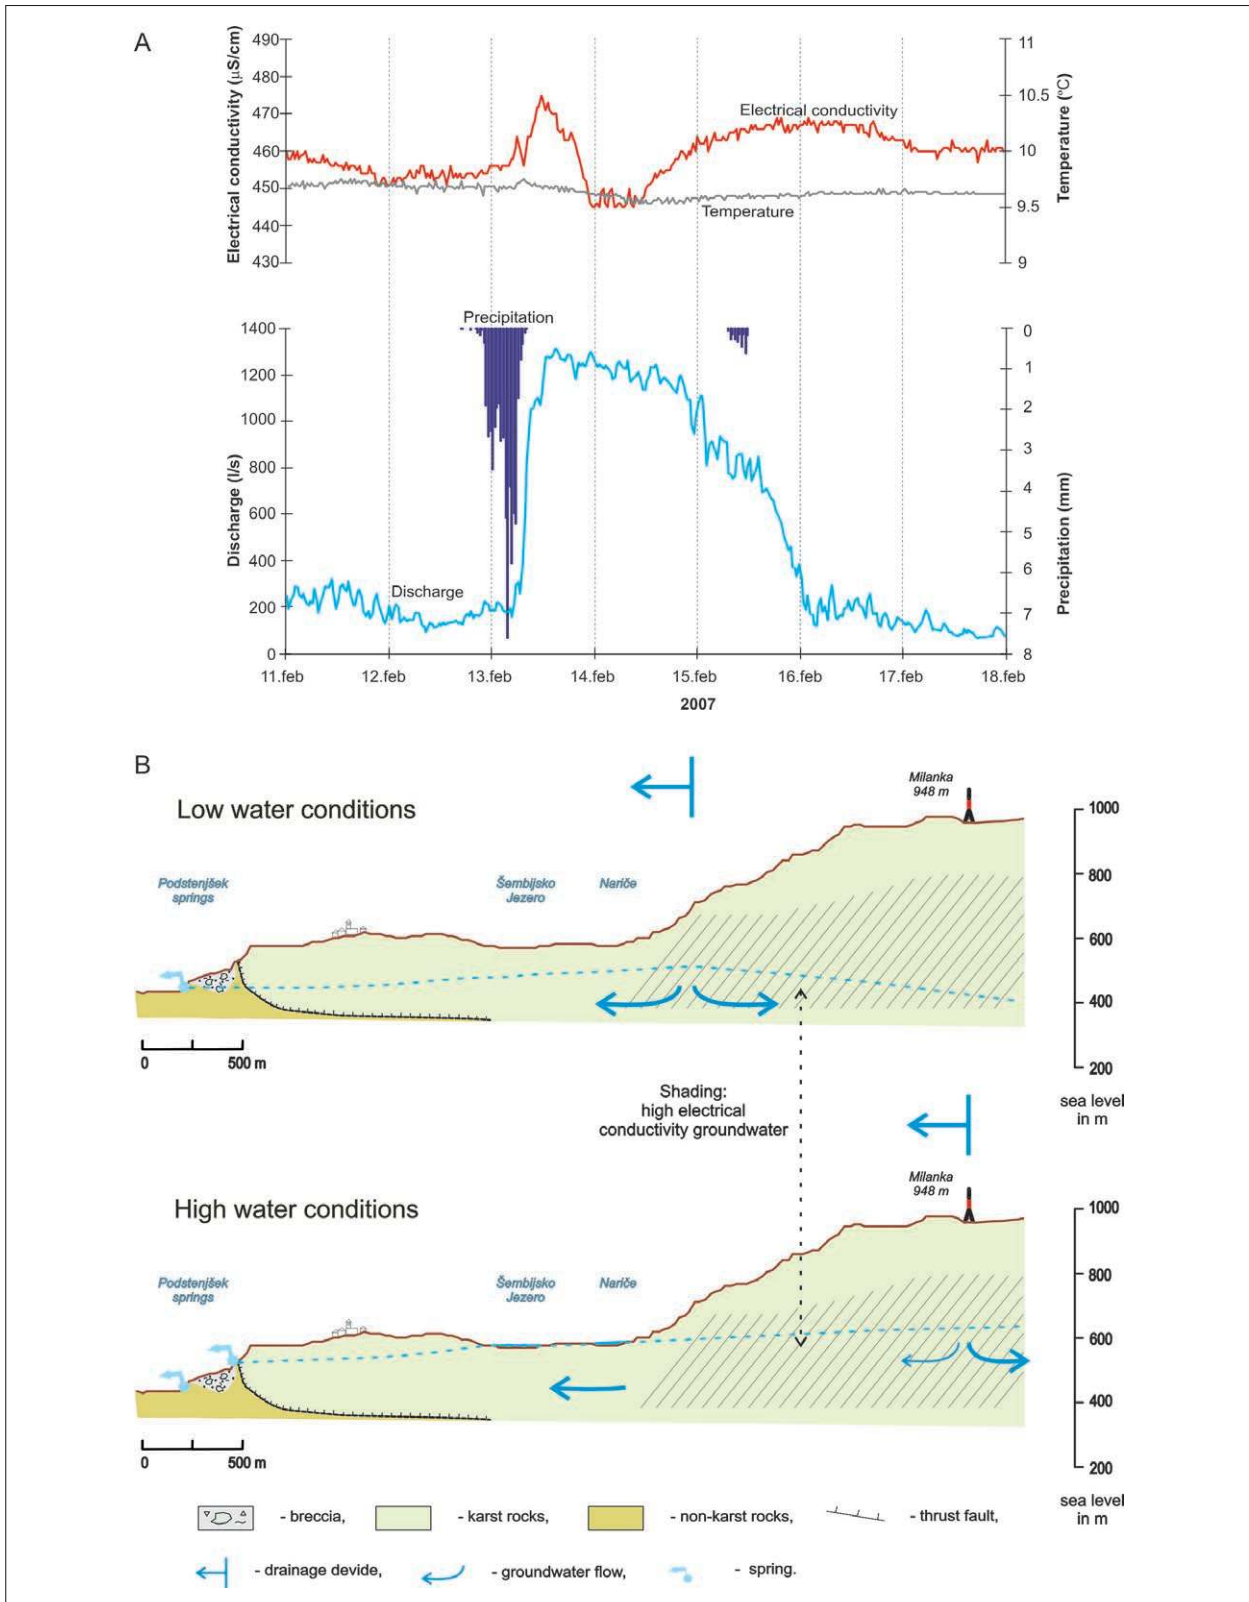 A
Electrical conductivity (µS/cm)
490
480
470
460
450
440
430
11
10.5
10
9.5
9
Temperature (°C)
Electrical conductivity
Temperature
Precipitation
Discharge (l/s)
1400
1200
1000
800
600
400
200
0
0
1
2
3
4
5
6
7
8
Precipitation (mm)
Discharge
11.feb 12.feb 13.feb 14.feb 15.feb 16.feb 17.feb 18.feb
2007
B
Low water conditions
Milanka
948 m
Podstenjšek
springs
Šembijsko
Jezero
Nariče
1000
800
600
400
200
sea level
in m
0 500 m
Shading:
high electrical
conductivity groundwater
High water conditions
Milanka
948 m
Podstenjšek
springs
Šembijsko
Jezero
Nariče
1000
800
600
400
200
sea level
in m
0 500 m
- breccia, - karst rocks, - non-karst rocks, - thrust fault,
- drainage devide, - groundwater flow, - spring.